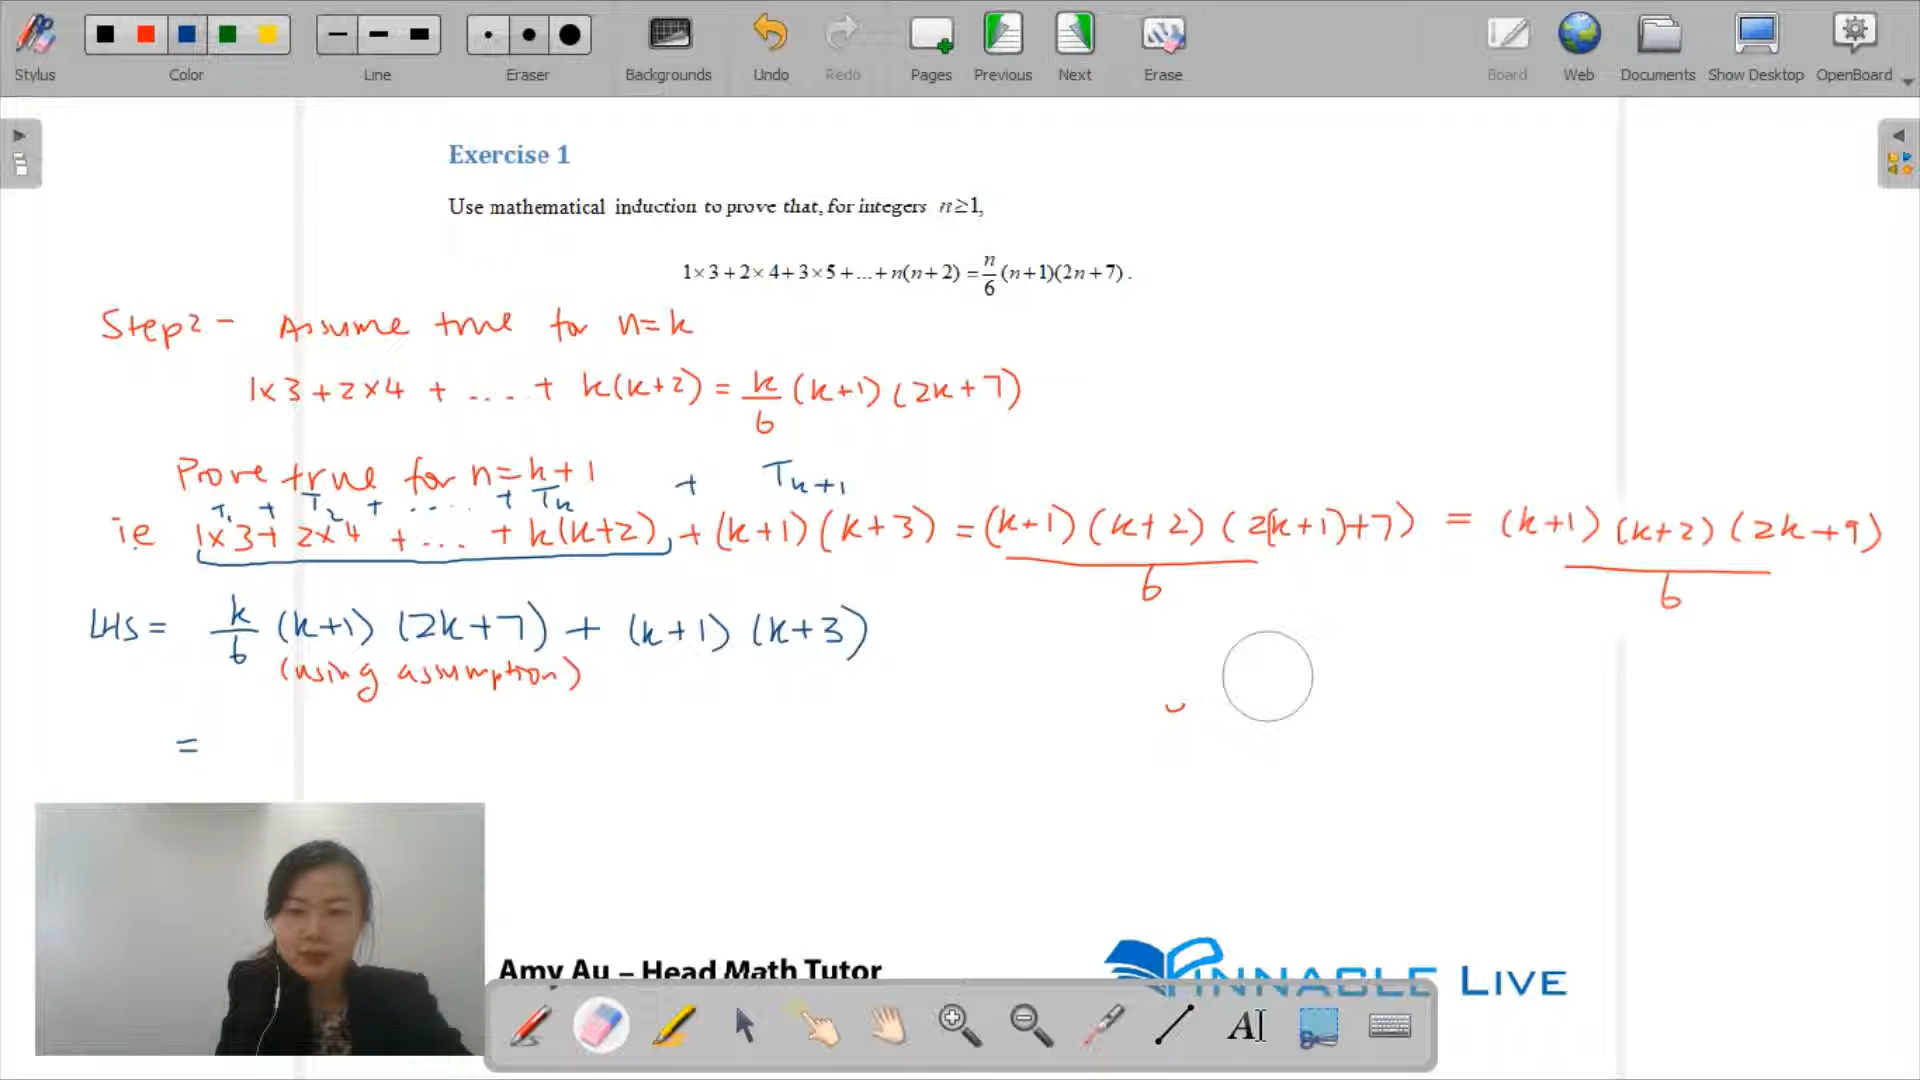 Stylus Color Line Eraser Backgrounds Undo Redo Pages Previous Next Erase Board Web Documents Show Desktop OpenBoard
Exercise 1
Use mathematical induction to prove that, for integers n≥1,
1×3+2×4+3×5+...+n(n+2) = n/6 (n+1)(2n+7).
Step 2 - Assume true for n=k
1×3+2×4 + .... + k(k+2) = k/6 (k+1)(2k+7)
Prove true for n=k+1
T1 + T2 + .... + Tk + Tk+1
i.e 1×3+ 2×4 + ... + k(k+2) + (k+1)(k+3) = (k+1)(k+2)(2(k+1)+7)/6 = (k+1)(k+2)(2k+9)/6
LHS = k/6 (k+1)(2k+7) + (k+1)(k+3)
(using assumption)
=
Amy Au – Head Math Tutor
PINNACLE LIVE